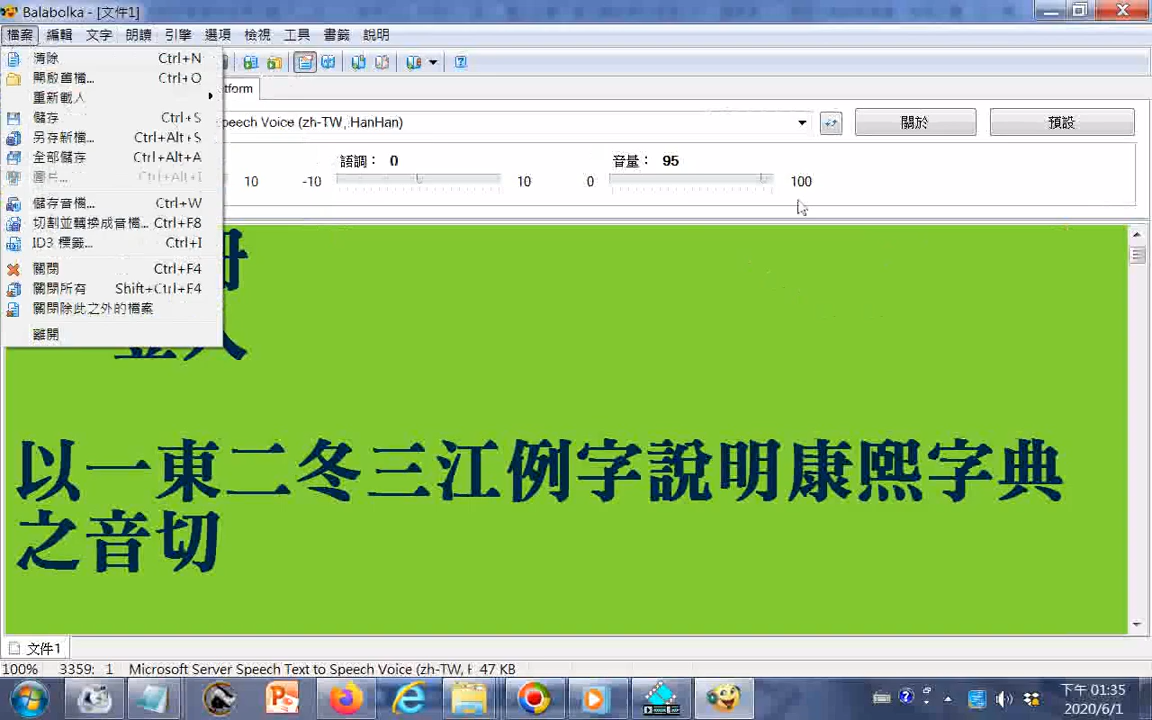 Balabolka - [文件1]
檔案 編輯 文字 朗讀 引擎 選項 檢視 工具 書籤 說明
清除 Ctrl+N
開啟舊檔... Ctrl+O
重新載入
儲存 Ctrl+S
另存新檔... Ctrl+Alt+S
全部儲存 Ctrl+Alt+A
圖片... Ctrl+Alt+I
儲存音檔... Ctrl+W
切割並轉換成音檔... Ctrl+F8
ID3 標籤... Ctrl+I
關閉 Ctrl+F4
關閉所有 Shift+Ctrl+F4
關閉除此之外的檔案
離開
tform
peech Voice (zh-TW, HanHan)
關於 預設
語調： 0 音量： 95
10 -10 10 0 100
以一東二冬三江例字說明康熙字典
之音切
文件1
100% 3359: 1 Microsoft Server Speech Text to Speech Voice (zh-TW, H 47 KB
下午 01:35
2020/6/1